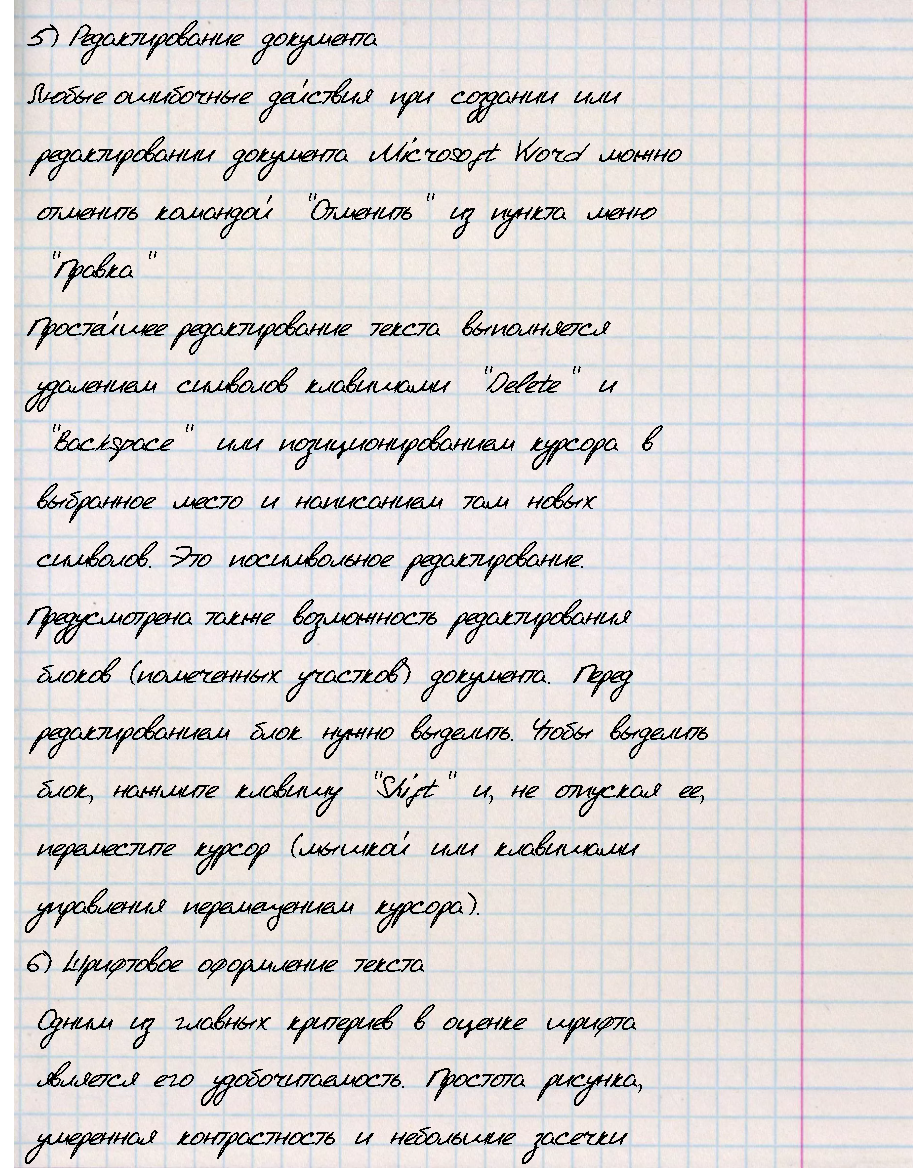 5) Редактирование документа
Любые ошибочные действия при создании или
редактировании документа Microsoft Word можно
отменить командой "Отменить" из пункта меню
"Правка"
Простейшее редактирование текста выполняется
удалением символов клавишами "Delete" и
"Backspace" или позиционированием курсора в
выбранное место и написанием там новых
символов. Это посимвольное редактирование.
Предусмотрена также возможность редактирования
блоков (помеченных участков) документа. Перед
редактированием блок нужно выделить. Чтобы выделить
блок, нажмите клавишу "Shift" и, не отпуская ее,
переместите курсор (мышкой или клавишами
управления перемещением курсора).
6) Шрифтовое оформление текста
Одним из главных критериев в оценке шрифта
является его удобочитаемость. Простота рисунка,
умеренная контрастность и небольшие засечки